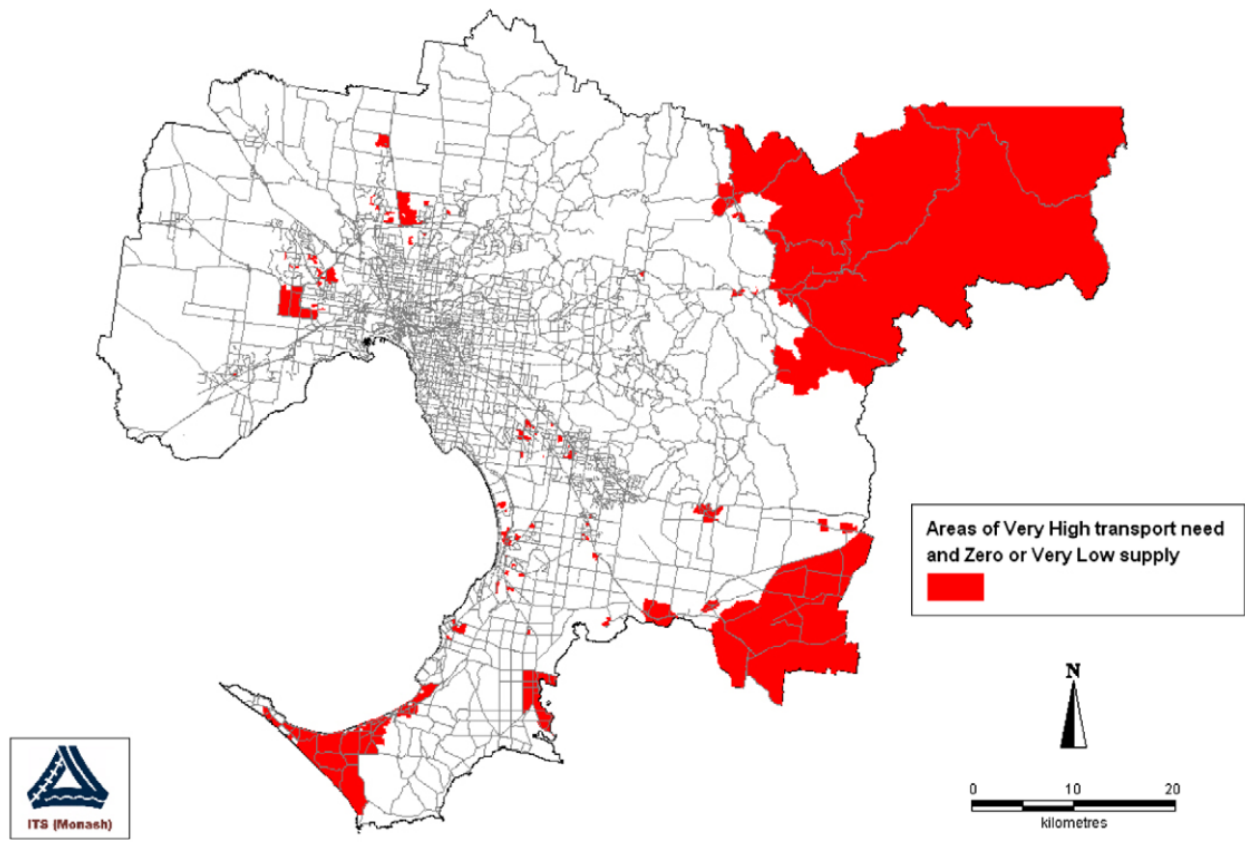 Areas of Very High transport need
and Zero or Very Low supply
N
0 10 20
kilometres
ITS (Monash)